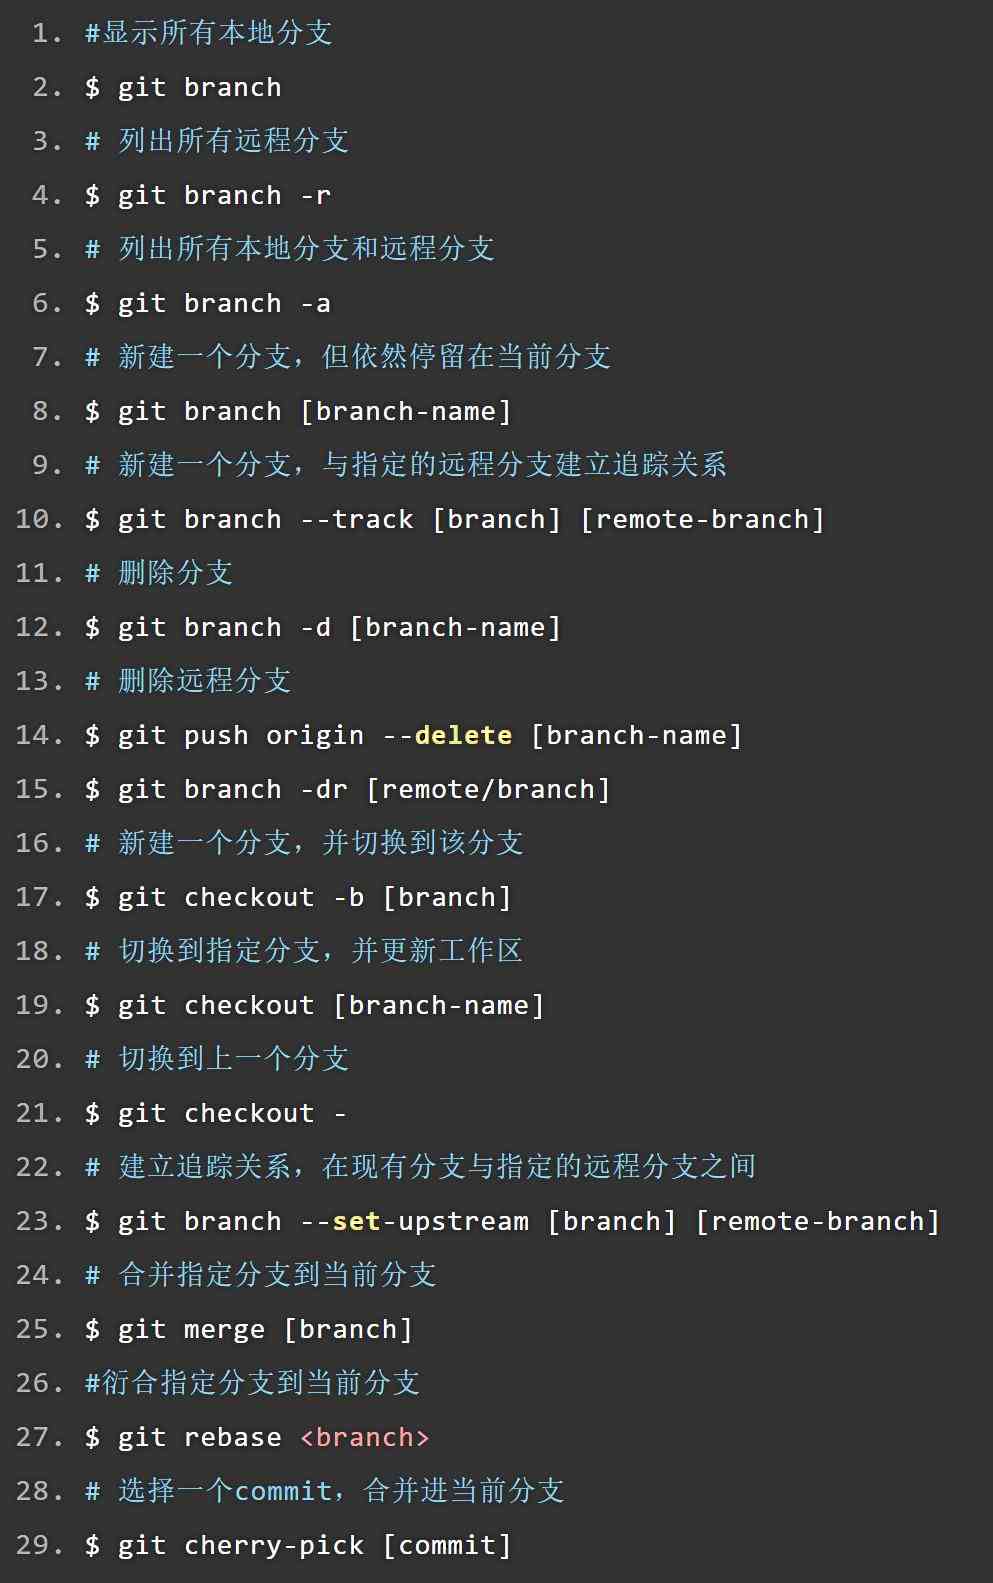 1. #显示所有本地分支
2. $ git branch
3. # 列出所有远程分支
4. $ git branch -r
5. # 列出所有本地分支和远程分支
6. $ git branch -a
7. # 新建一个分支，但依然停留在当前分支
8. $ git branch [branch-name]
9. # 新建一个分支，与指定的远程分支建立追踪关系
10. $ git branch --track [branch] [remote-branch]
11. # 删除分支
12. $ git branch -d [branch-name]
13. # 删除远程分支
14. $ git push origin --delete [branch-name]
15. $ git branch -dr [remote/branch]
16. # 新建一个分支，并切换到该分支
17. $ git checkout -b [branch]
18. # 切换到指定分支，并更新工作区
19. $ git checkout [branch-name]
20. # 切换到上一个分支
21. $ git checkout -
22. # 建立追踪关系，在现有分支与指定的远程分支之间
23. $ git branch --set-upstream [branch] [remote-branch]
24. # 合并指定分支到当前分支
25. $ git merge [branch]
26. #衍合指定分支到当前分支
27. $ git rebase <branch>
28. # 选择一个commit，合并进当前分支
29. $ git cherry-pick [commit]